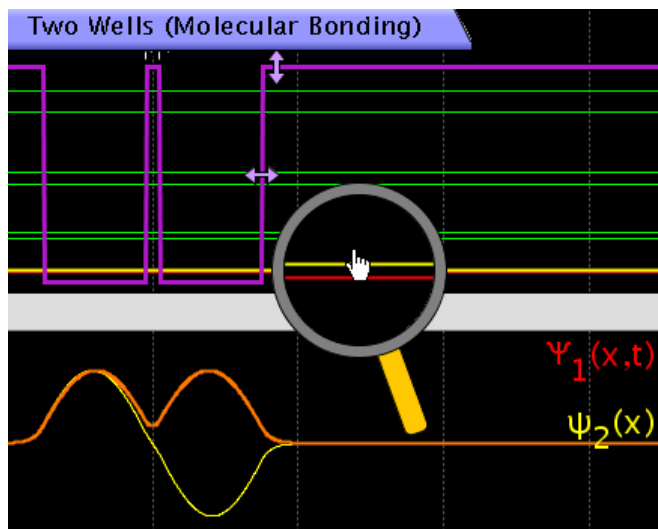 Two Wells (Molecular Bonding)
Ψ₁(x,t)
ψ₂(x)